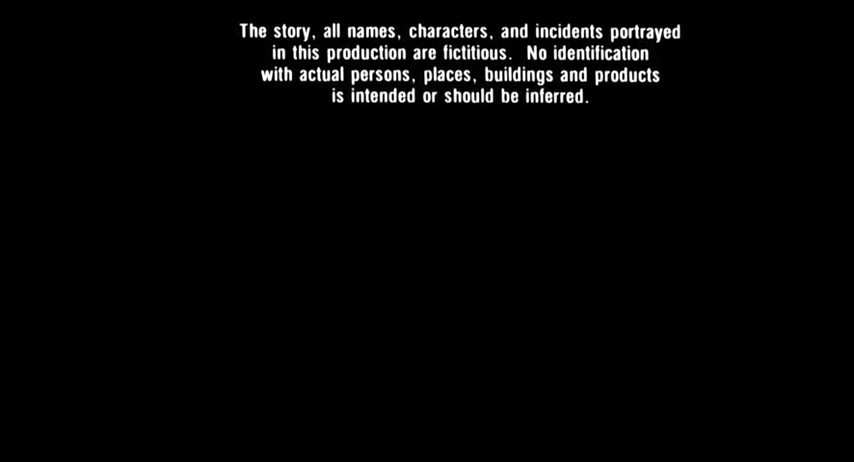 The story, all names, characters, and incidents portrayed
in this production are fictitious. No identification
with actual persons, places, buildings and products
is intended or should be inferred.